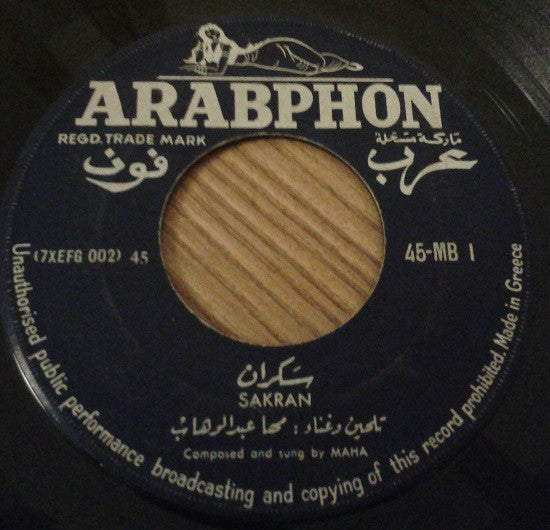 ARABPHON
REGD. TRADE MARK
ماركة مسجلة
عرب فون
(7XEFG 002) 45
45-MB 1
سكران
SAKRAN
تلحين وغناء : مها عبدالوهاب
Composed and sung by MAHA
Unauthorised public performance broadcasting and copying of this record prohibited. Made in Greece